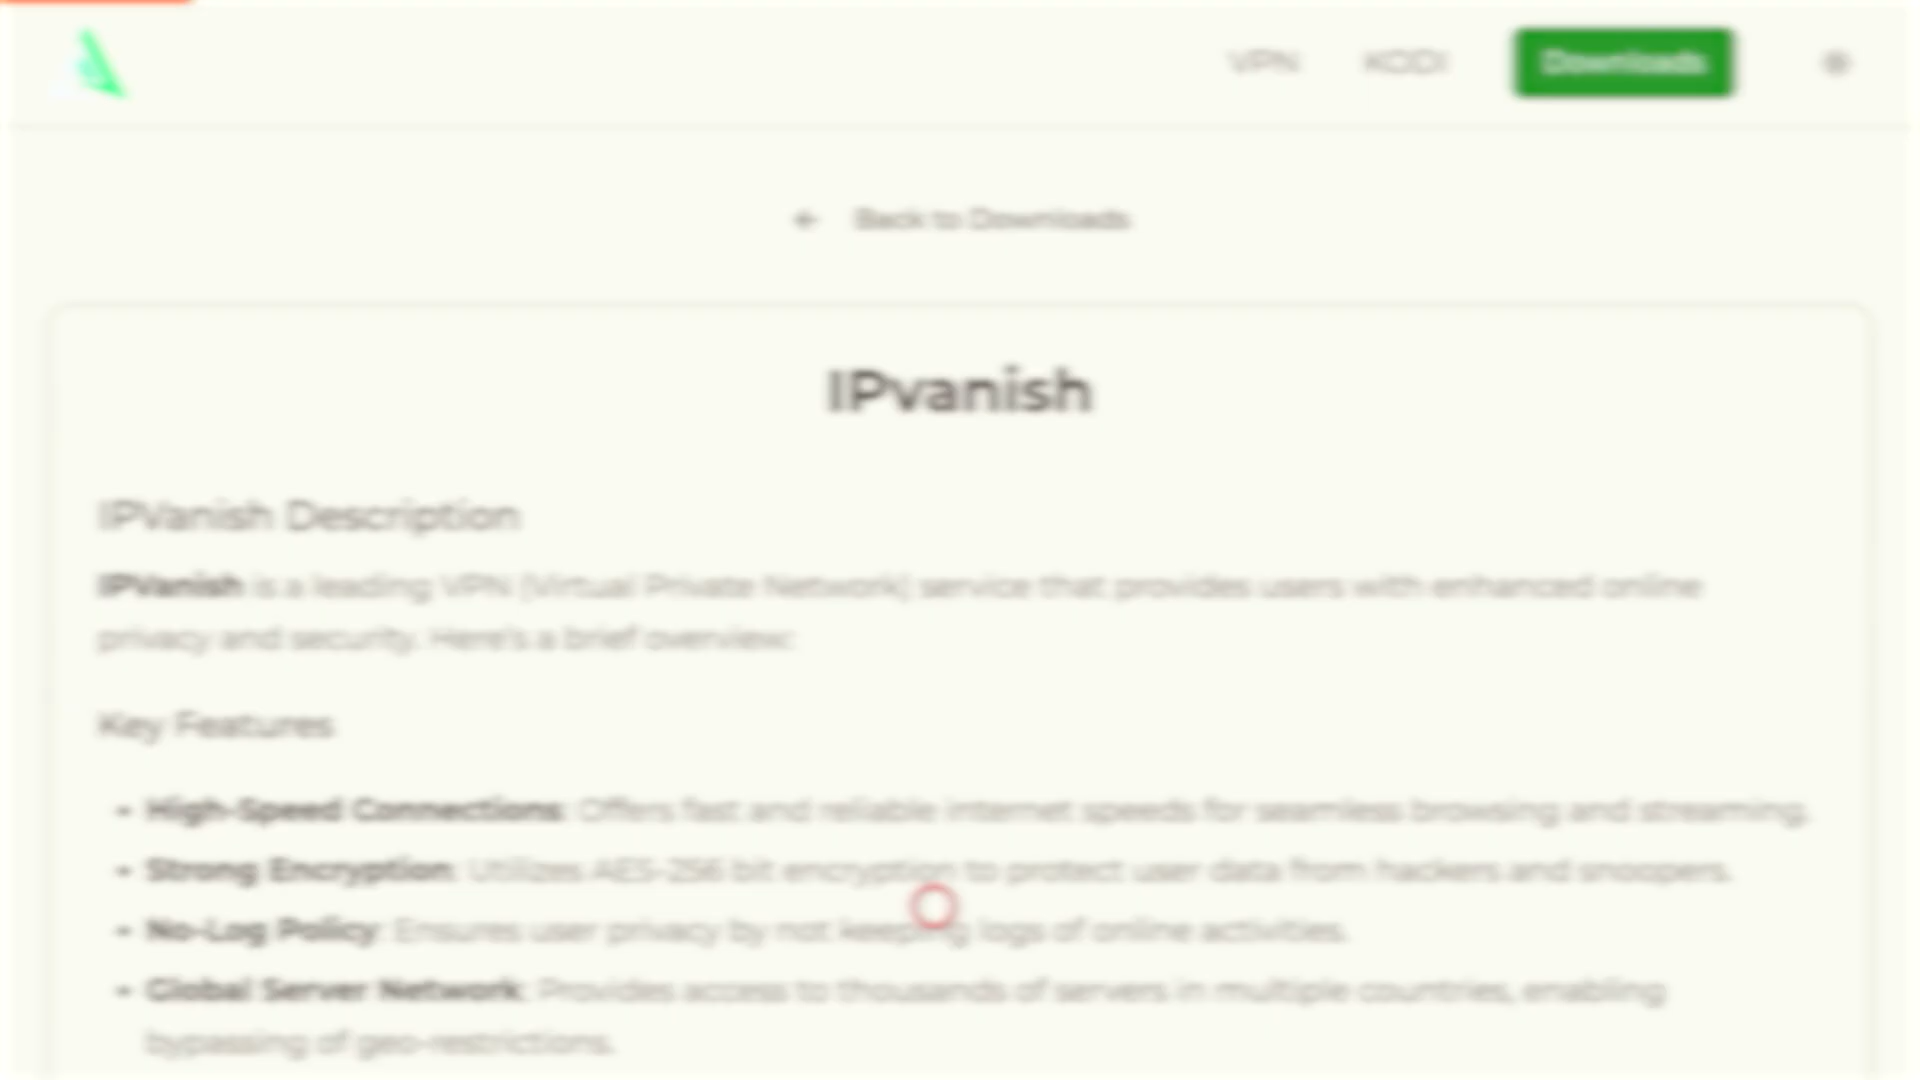 VPN KODI Downloads
← Back to Downloads
IPvanish
IPVanish Description
IPVanish is a leading VPN (Virtual Private Network) service that provides users with enhanced online
privacy and security. Here's a brief overview:
Key Features
- High-Speed Connections: Offers fast and reliable internet speeds for seamless browsing and streaming.
- Strong Encryption: Utilizes AES-256 bit encryption to protect user data from hackers and snoopers.
- No-Log Policy: Ensures user privacy by not keeping logs of online activities.
- Global Server Network: Provides access to thousands of servers in multiple countries, enabling
bypassing of geo-restrictions.